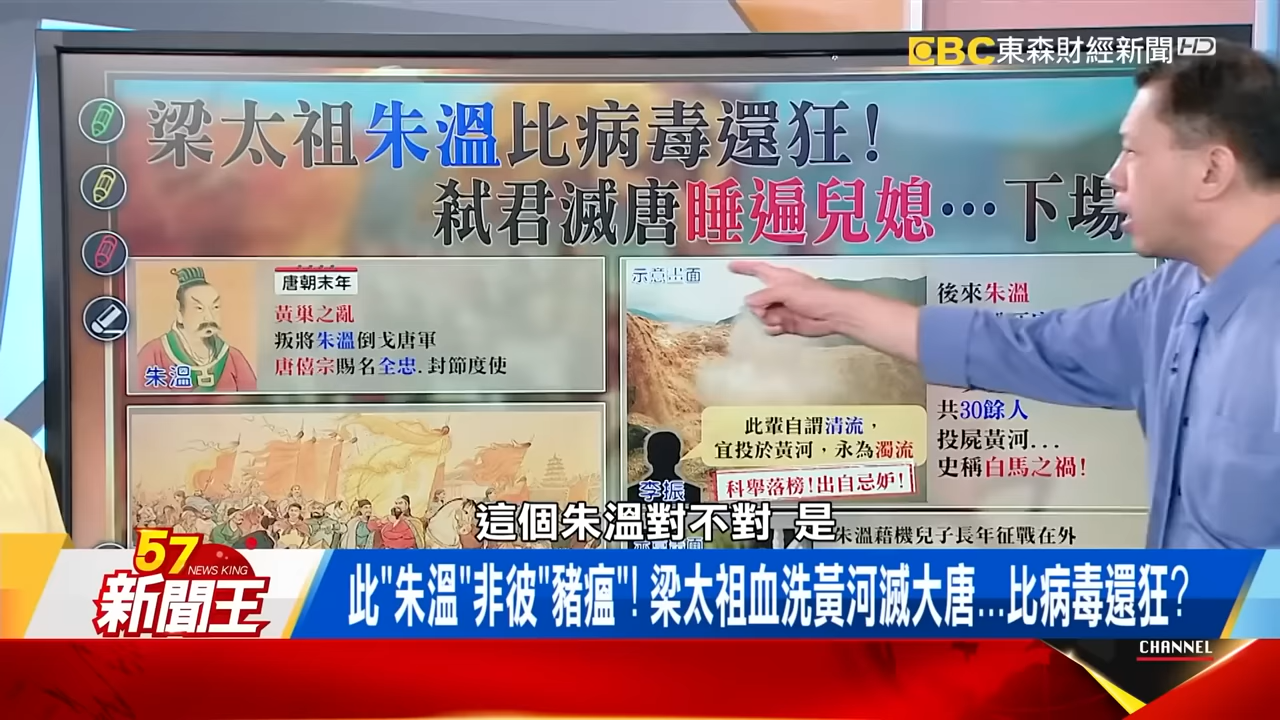 EBC 東森財經新聞 HD
梁太祖朱溫比病毒還狂!
弒君滅唐睡遍兒媳…下場
唐朝末年
黃巢之亂
叛將朱溫倒戈唐軍
唐僖宗賜名全忠.封節度使
朱溫
示意畫面
後來朱溫
共30餘人
投屍黃河...
史稱白馬之禍!
此輩自謂清流,
宜投於黃河,永為濁流
科舉落榜!出自忌妒!
李振
朱溫藉機兒子長年征戰在外
這個朱溫對不對 是
57
NEWS KING
新聞王
此"朱溫"非彼"豬瘟"! 梁太祖血洗黃河滅大唐...比病毒還狂?
CHANNEL